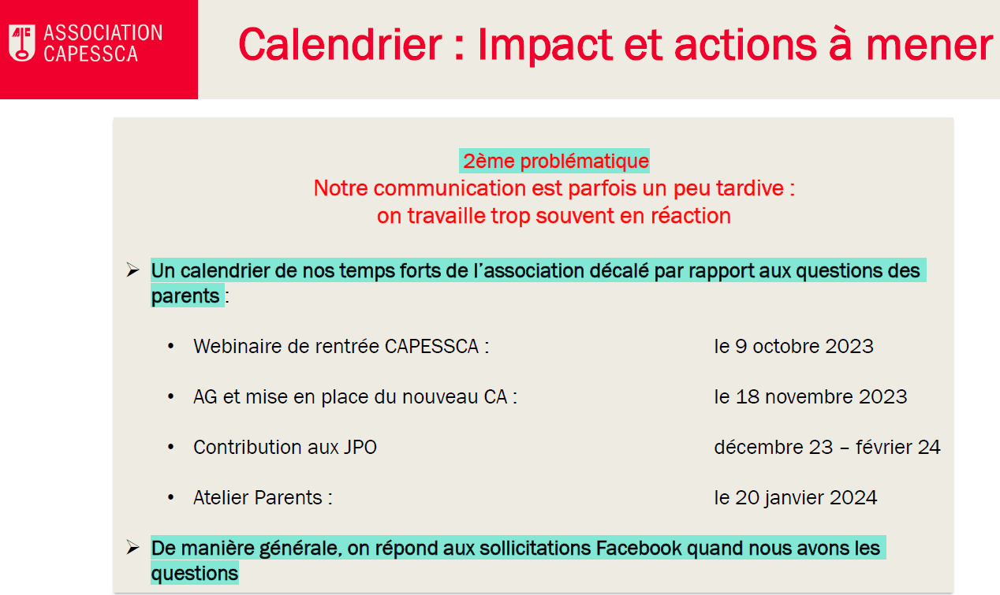 ASSOCIATION
CAPESSCA
Calendrier : Impact et actions à mener
2ème problématique
Notre communication est parfois un peu tardive :
on travaille trop souvent en réaction
Un calendrier de nos temps forts de l'association décalé par rapport aux questions des
parents :
• Webinaire de rentrée CAPESSCA : le 9 octobre 2023
• AG et mise en place du nouveau CA : le 18 novembre 2023
• Contribution aux JPO décembre 23 – février 24
• Atelier Parents : le 20 janvier 2024
De manière générale, on répond aux sollicitations Facebook quand nous avons les
questions